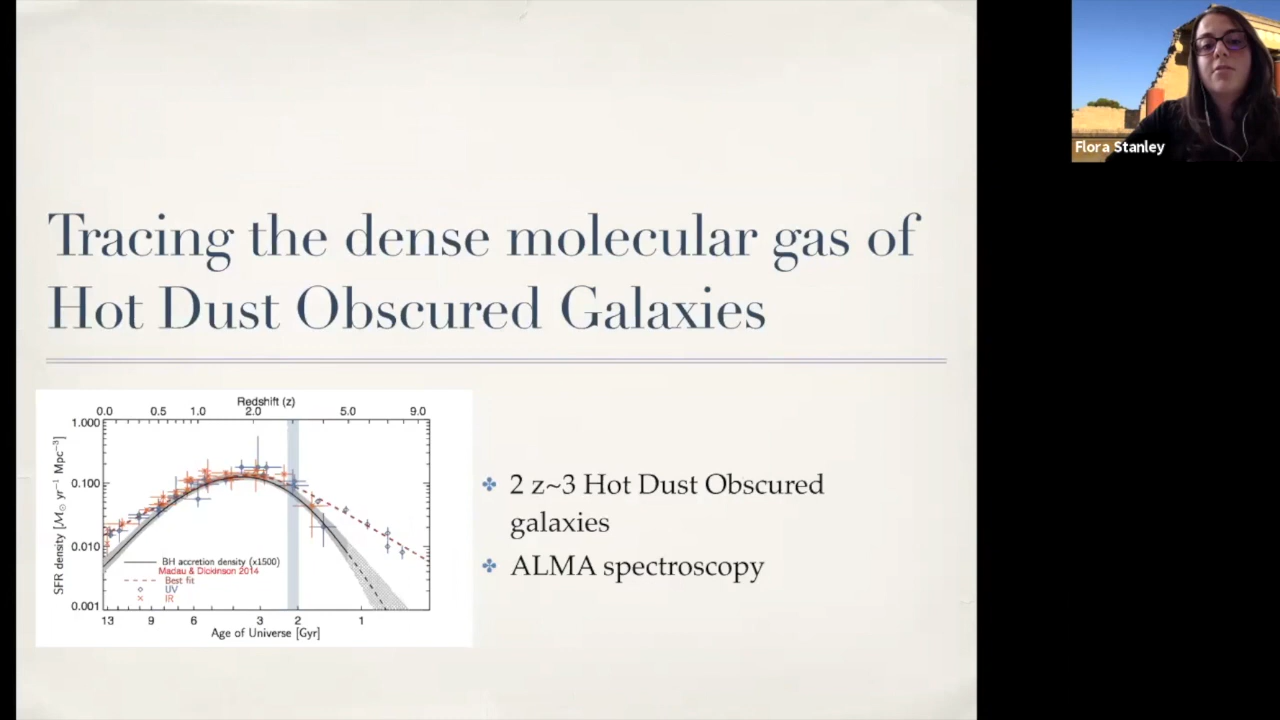 Tracing the dense molecular gas of
Hot Dust Obscured Galaxies
Redshift (z)
0.0 0.5 1.0 2.0 5.0 9.0
1.000
0.100
0.010
0.001
SFR density [M⊙ yr⁻¹ Mpc⁻³]
BH accretion density (x1500)
Madau & Dickinson 2014
Best fit
UV
IR
13 9 6 3 2 1
Age of Universe [Gyr]
2 z~3 Hot Dust Obscured
galaxies
ALMA spectroscopy
Flora Stanley